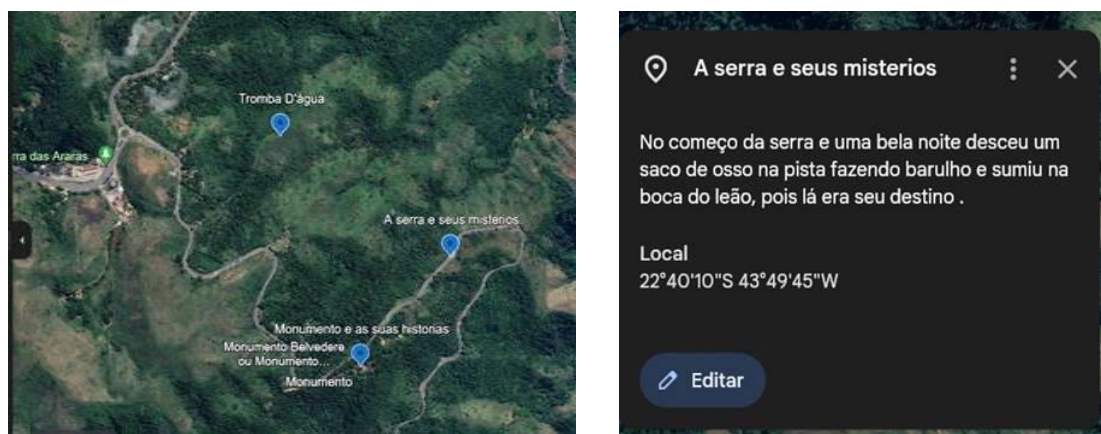 Tromba D'água
ra das Araras
A serra e seus misterios
Monumento e as suas historias
Monumento Belvedere
ou Monumento...
Monumento
A serra e seus misterios
No começo da serra e uma bela noite desceu um
saco de osso na pista fazendo barulho e sumiu na
boca do leão, pois lá era seu destino .
Local
22°40'10"S 43°49'45"W
Editar